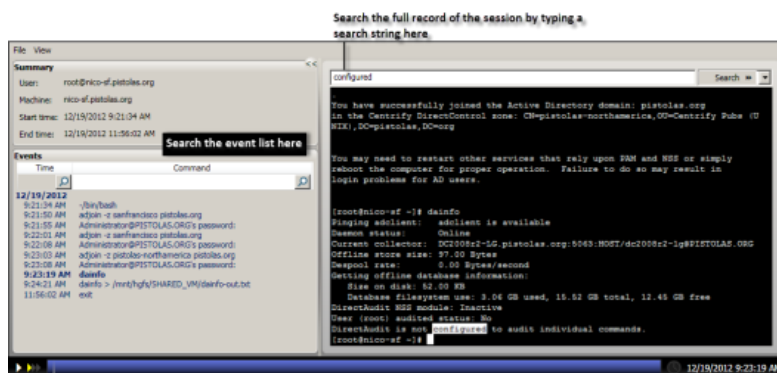 Search the full record of the session by typing a
search string here
File View
Summary
<<
User: root@nico-sf.pistolas.org
Machine: nico-sf.pistolas.org
Start time: 12/19/2012 9:21:34 AM
End time: 12/19/2012 11:56:02 AM
Search the event list here
Events
Time Command
12/19/2012
9:21:34 AM -/bin/bash
9:21:50 AM adjoin -z sanfrancisco pistolas.org
9:21:55 AM Administrator@PISTOLAS.ORG's password:
9:22:01 AM adjoin -z sanfrancisco pistolas.org
9:22:08 AM Administrator@PISTOLAS.ORG's password:
9:23:03 AM adjoin -z pistolas-northamerica pistolas.org
9:23:08 AM Administrator@PISTOLAS.ORG's password:
9:23:19 AM dainfo
9:24:21 AM dainfo > /mnt/hgfs/SHARED_VM/dainfo-out.txt
11:56:02 AM exit
configured Search
You have successfully joined the Active Directory domain: pistolas.org
in the Centrify DirectControl zone: CN=pistolas-northamerica,OU=Centrify Pubs (U
NIX),DC=pistolas,DC=org
You may need to restart other services that rely upon PAM and NSS or simply
reboot the computer for proper operation. Failure to do so may result in
login problems for AD users.
[root@nico-sf ~]# dainfo
Pinging adclient: adclient is available
Daemon status: Online
Current collector: DC2008r2-LG.pistolas.org:5063:HOST/dc2008r2-lg@PISTOLAS.ORG
Offline store size: 97.00 Bytes
Despool rate: 0.00 Bytes/second
Getting offline database information:
Size on disk: 52.00 KB
Database filesystem use: 3.06 GB used, 15.52 GB total, 12.45 GB free
DirectAudit NSS module: Inactive
User (root) audited status: No
DirectAudit is not configured to audit individual commands.
[root@nico-sf ~]#
12/19/2012 9:23:19 AM